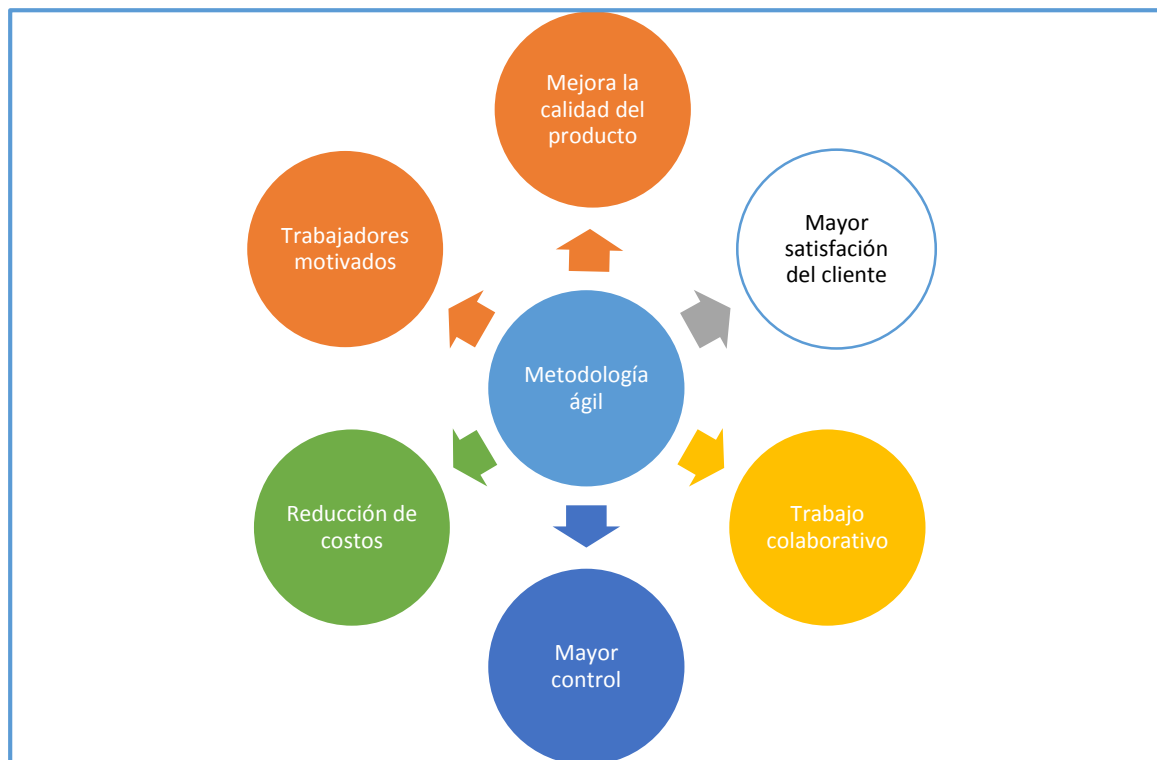 Mejora la
calidad del
producto
Trabajadores
motivados
Mayor
satisfación
del cliente
Metodología
ágil
Reducción de
costos
Trabajo
colaborativo
Mayor
control